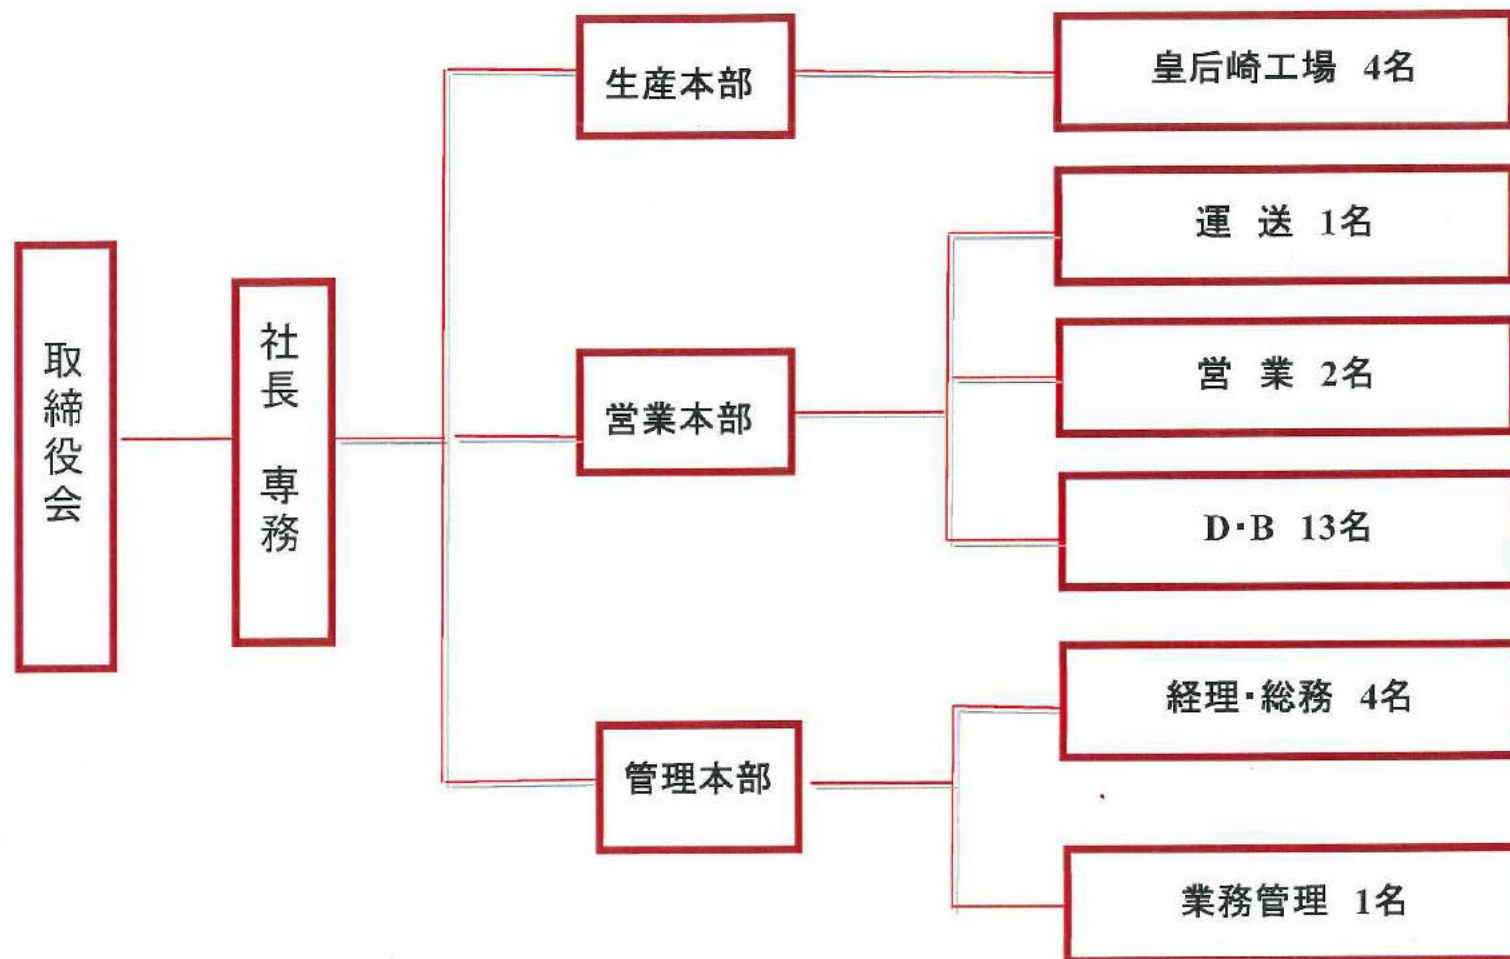 取締役会
社長 専務
生産本部
営業本部
管理本部
皇后崎工場 4名
運 送 1名
営 業 2名
D・B 13名
経理・総務 4名
業務管理 1名